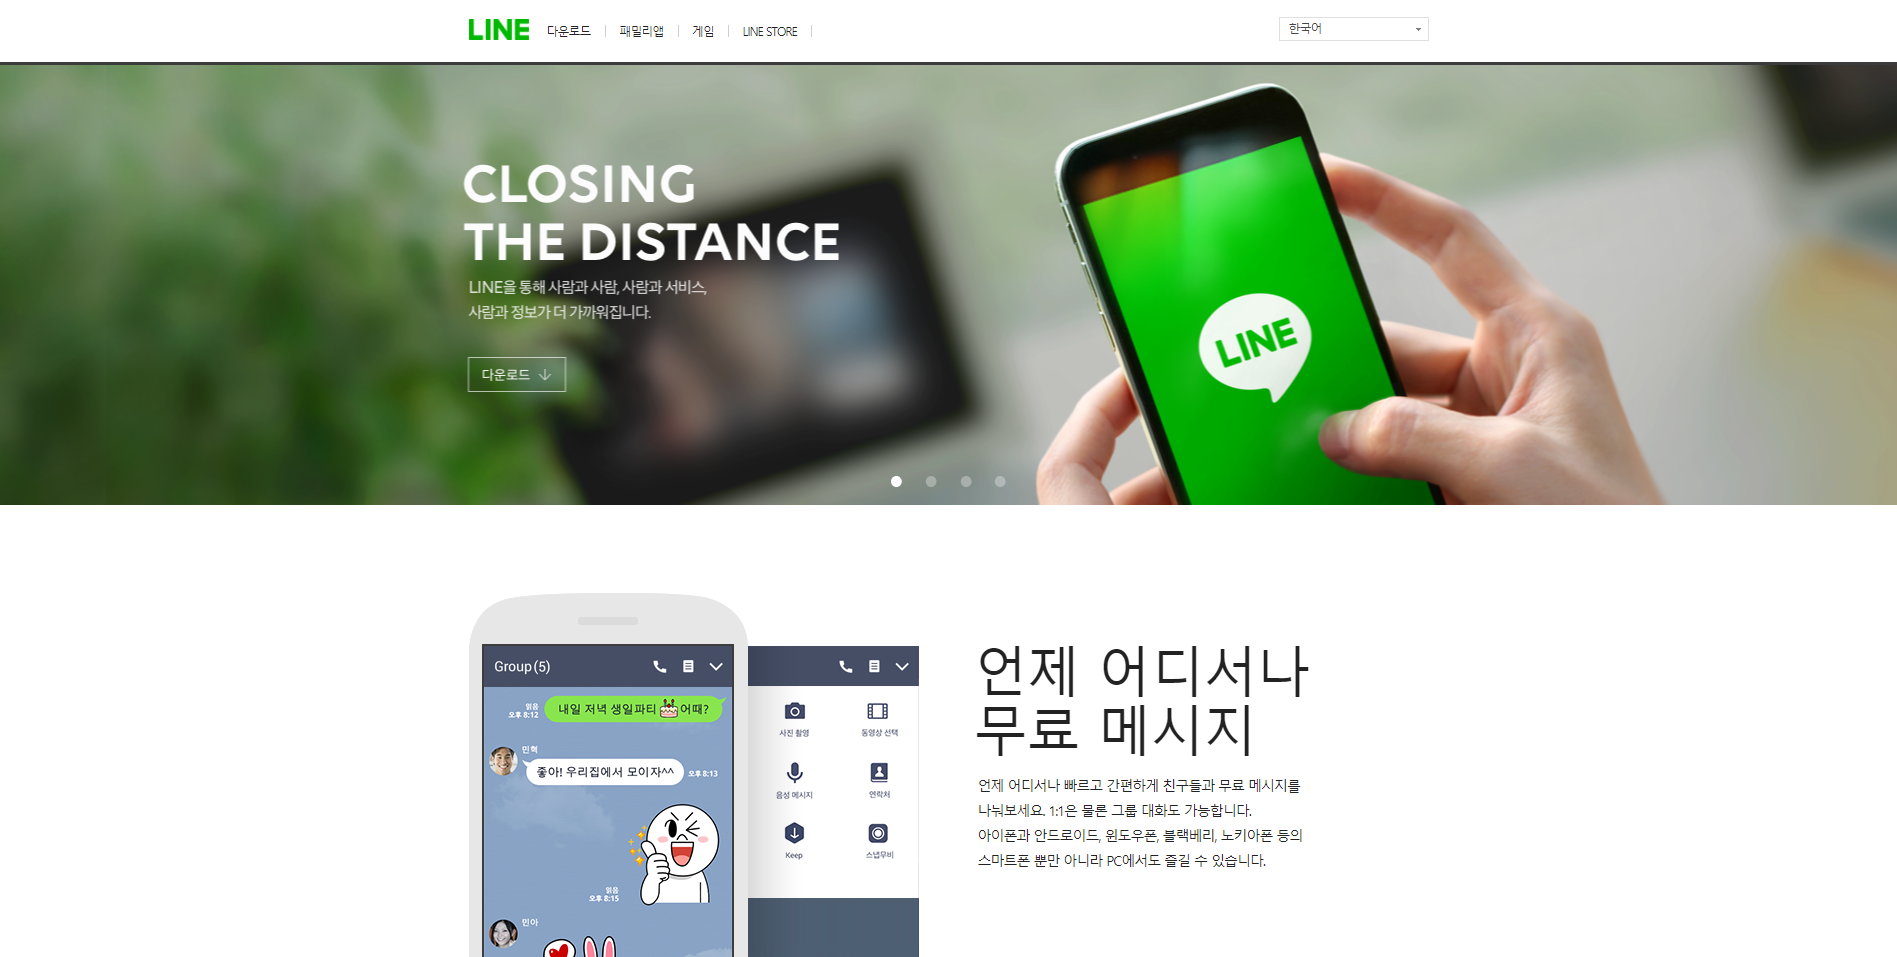 LINE 다운로드 패밀리앱 게임 LINE STORE 한국어
CLOSING
THE DISTANCE
LINE을 통해 사람과 사람, 사람과 서비스,
사람과 정보가 더 가까워집니다.
다운로드
LINE
Group(5)
읽음
오후 8:12
내일 저녁 생일파티 어때?
민혁
좋아! 우리집에서 모이자^^
오후 8:13
읽음
오후 8:15
민아
사진 촬영 동영상 선택
음성 메시지 연락처
Keep 스냅무비
언제 어디서나
무료 메시지
언제 어디서나 빠르고 간편하게 친구들과 무료 메시지를
나눠보세요. 1:1은 물론 그룹 대화도 가능합니다.
아이폰과 안드로이드, 윈도우폰, 블랙베리, 노키아폰 등의
스마트폰 뿐만 아니라 PC에서도 즐길 수 있습니다.